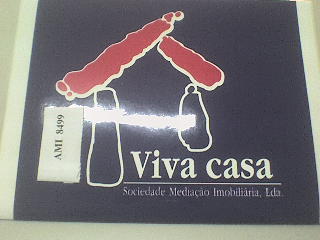 AMI 8499
Viva casa
Sociedade Mediação Imobiliária, Lda.